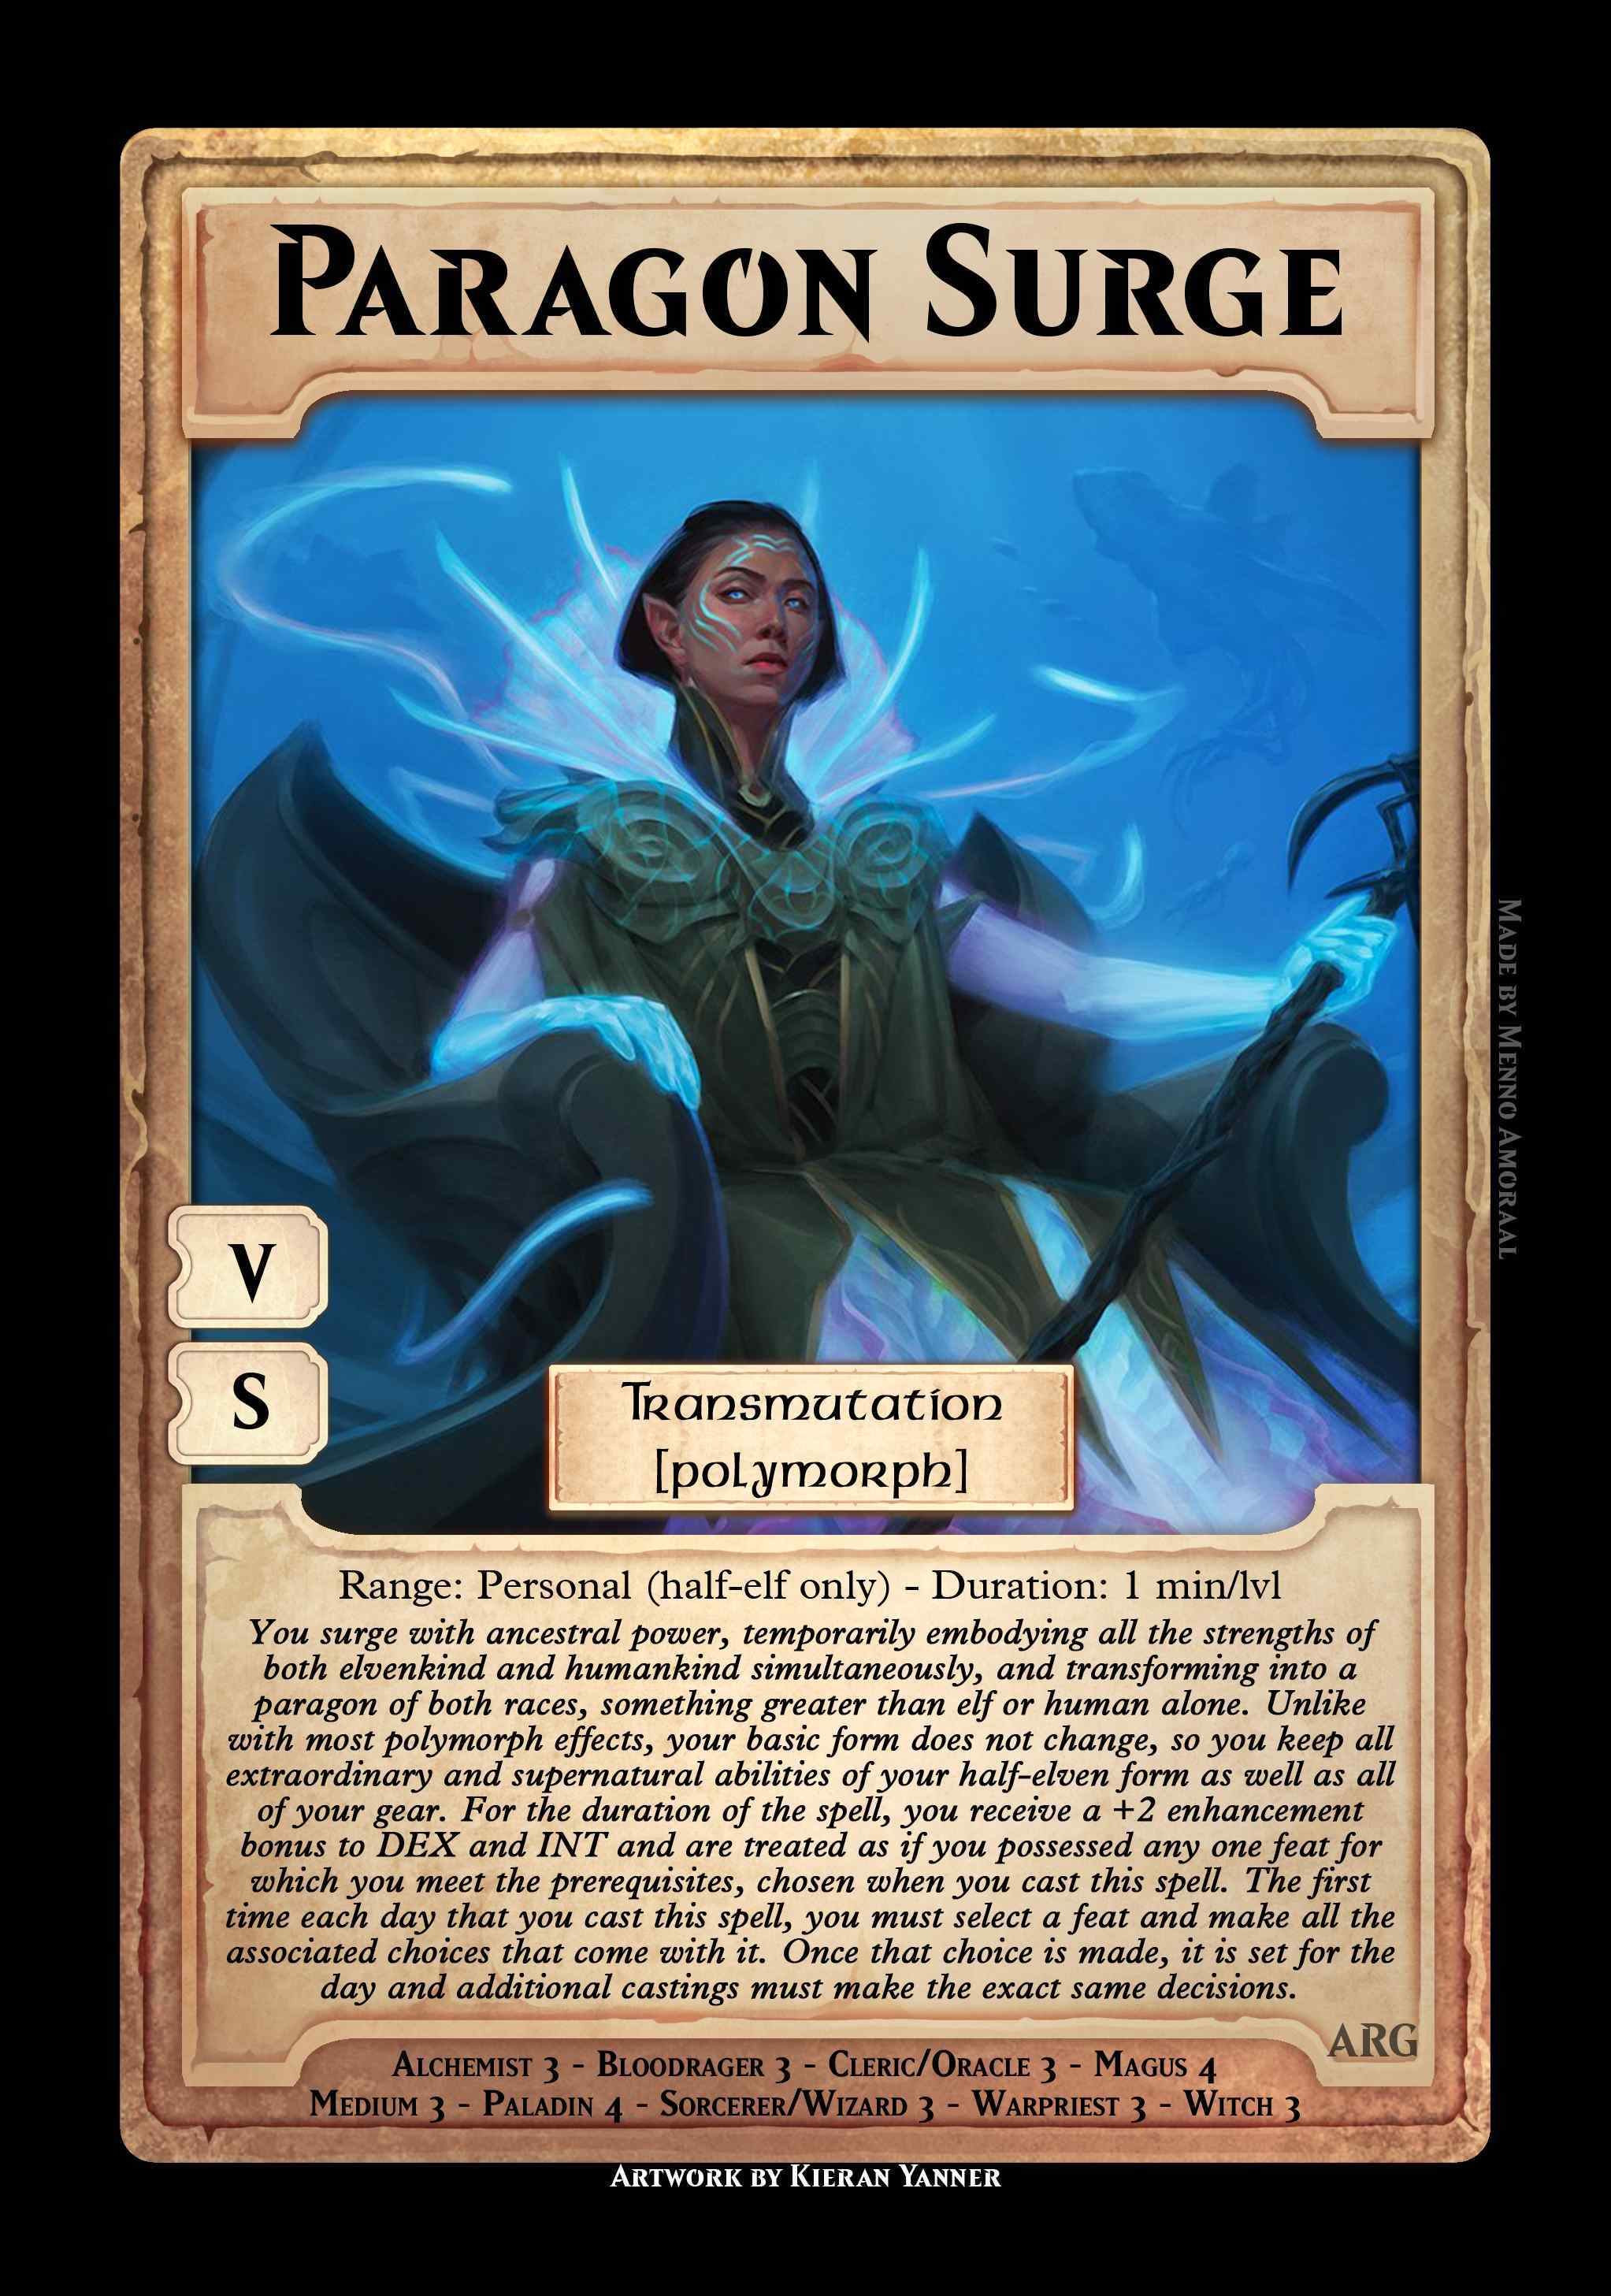 Paragon Surge
V
S
Transmutation
[polymorph]
Range: Personal (half-elf only) - Duration: 1 min/lvl
You surge with ancestral power, temporarily embodying all the strengths of
both elvenkind and humankind simultaneously, and transforming into a
paragon of both races, something greater than elf or human alone. Unlike
with most polymorph effects, your basic form does not change, so you keep all
extraordinary and supernatural abilities of your half-elven form as well as all
of your gear. For the duration of the spell, you receive a +2 enhancement
bonus to DEX and INT and are treated as if you possessed any one feat for
which you meet the prerequisites, chosen when you cast this spell. The first
time each day that you cast this spell, you must select a feat and make all the
associated choices that come with it. Once that choice is made, it is set for the
day and additional castings must make the exact same decisions.
ARG
Alchemist 3 - Bloodrager 3 - Cleric/Oracle 3 - Magus 4
Medium 3 - Paladin 4 - Sorcerer/Wizard 3 - Warpriest 3 - Witch 3
Artwork by Kieran Yanner
Made by Menno Amoraal